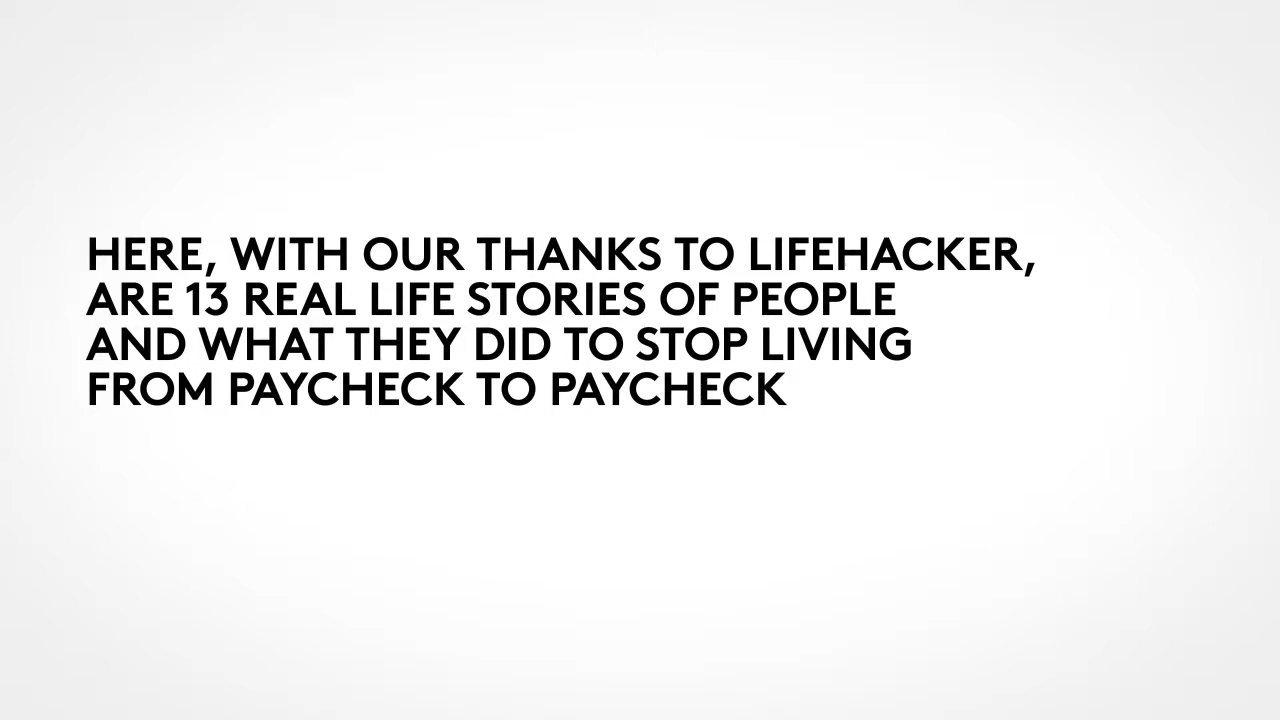 HERE, WITH OUR THANKS TO LIFEHACKER,
ARE 13 REAL LIFE STORIES OF PEOPLE
AND WHAT THEY DID TO STOP LIVING
FROM PAYCHECK TO PAYCHECK